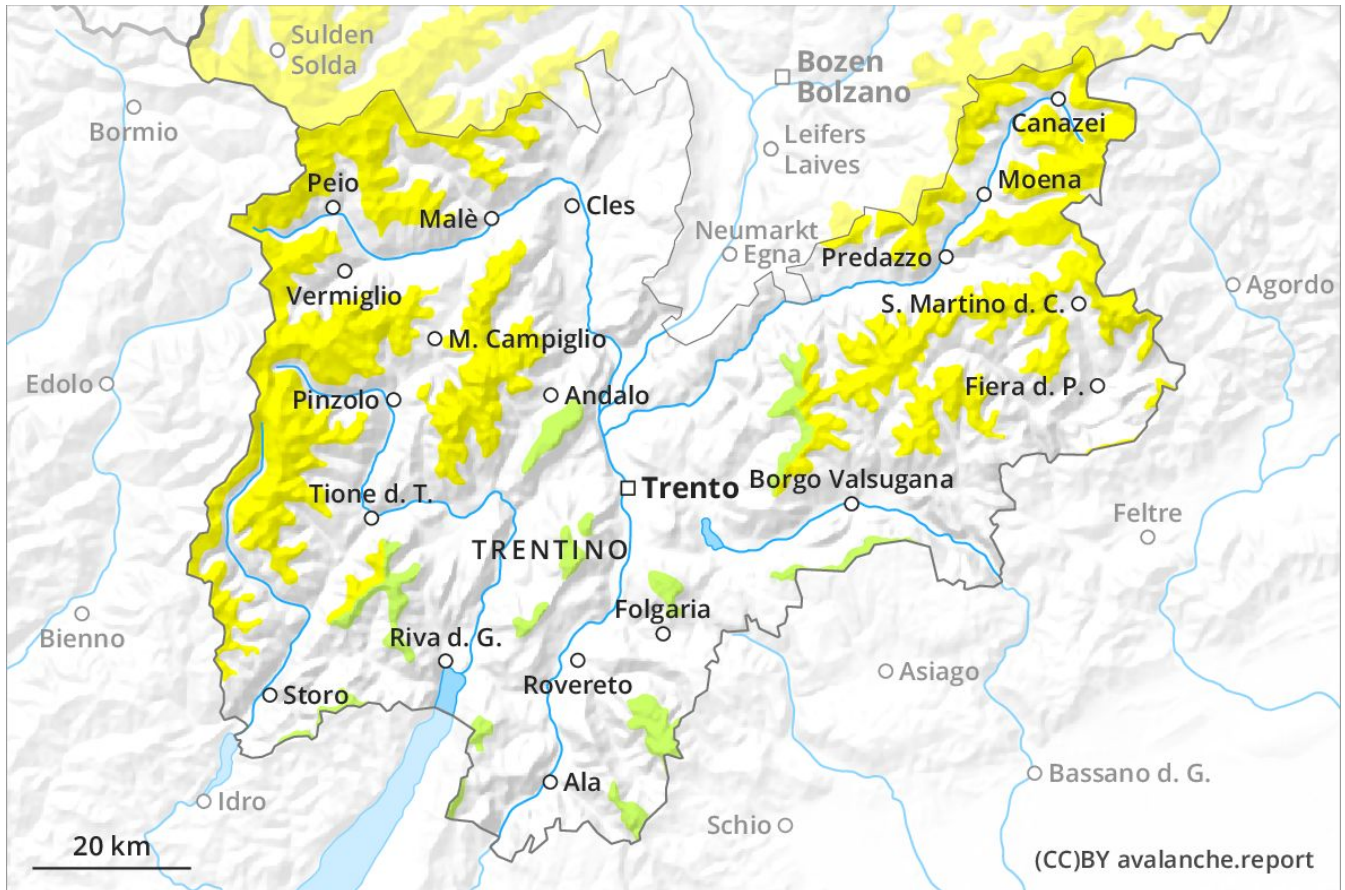 Sulden
Solda
Bozen
Bolzano
Bormio
Canazei
Leifers
Laives
Peio
Moena
Malè
Cles
Neumarkt
Egna
Predazzo
Vermiglio
Agordo
S. Martino d. C.
M. Campiglio
Edolo
Pinzolo
Andalo
Fiera d. P.
Trento
Borgo Valsugana
Tione d. T.
Feltre
TRENTINO
Bienno
Folgaria
Riva d. G.
Asiago
Rovereto
Storo
Bassano d. G.
Ala
Idro
Schio
20 km
(CC)BY avalanche.report